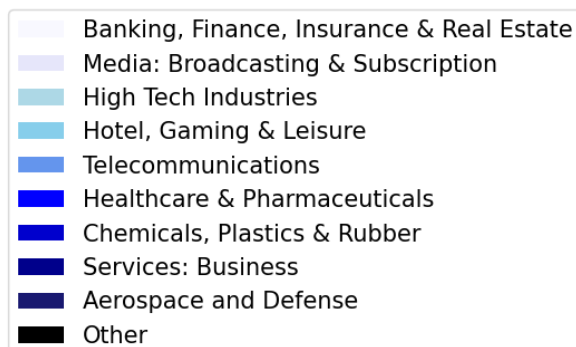 Banking, Finance, Insurance & Real Estate
Media: Broadcasting & Subscription
High Tech Industries
Hotel, Gaming & Leisure
Telecommunications
Healthcare & Pharmaceuticals
Chemicals, Plastics & Rubber
Services: Business
Aerospace and Defense
Other